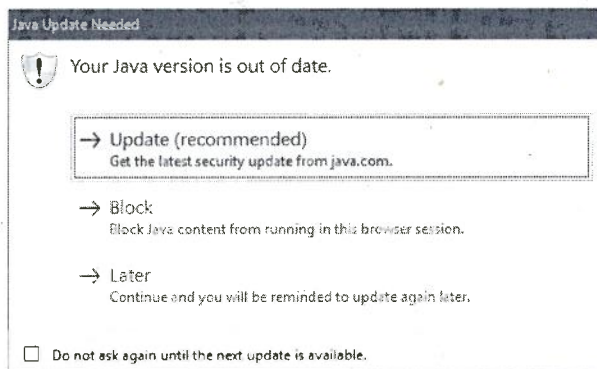 Java Update Needed
Your Java version is out of date.
→ Update (recommended)
Get the latest security update from java.com.
→ Block
Block Java content from running in this browser session.
→ Later
Continue and you will be reminded to update again later.
Do not ask again until the next update is available.